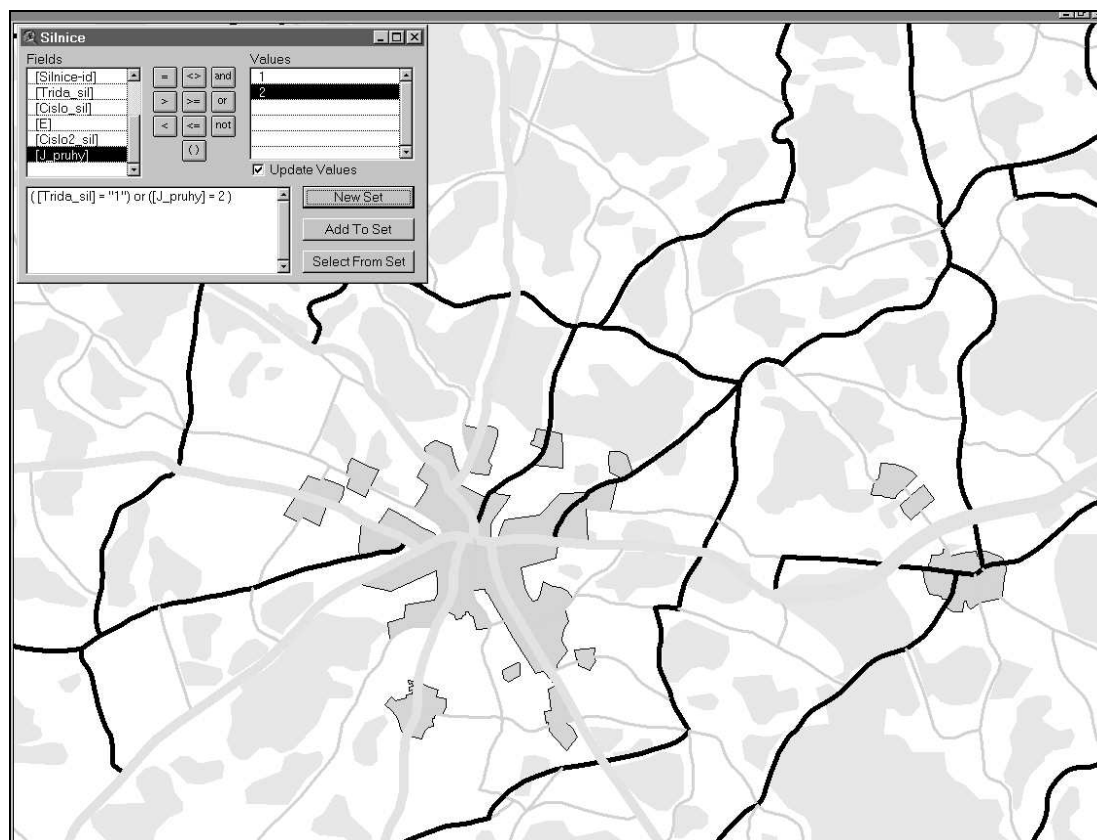 Silnice
Fields
Values
[Silnice-id]
[Trida_sil]
[Cislo_sil]
[E]
[Cislo2_sil]
[J_pruhy]
= <> and
> >= or
< <= not
()
1
2
Update Values
( [Trida_sil] = "1") or ([J_pruhy] = 2 )
New Set
Add To Set
Select From Set